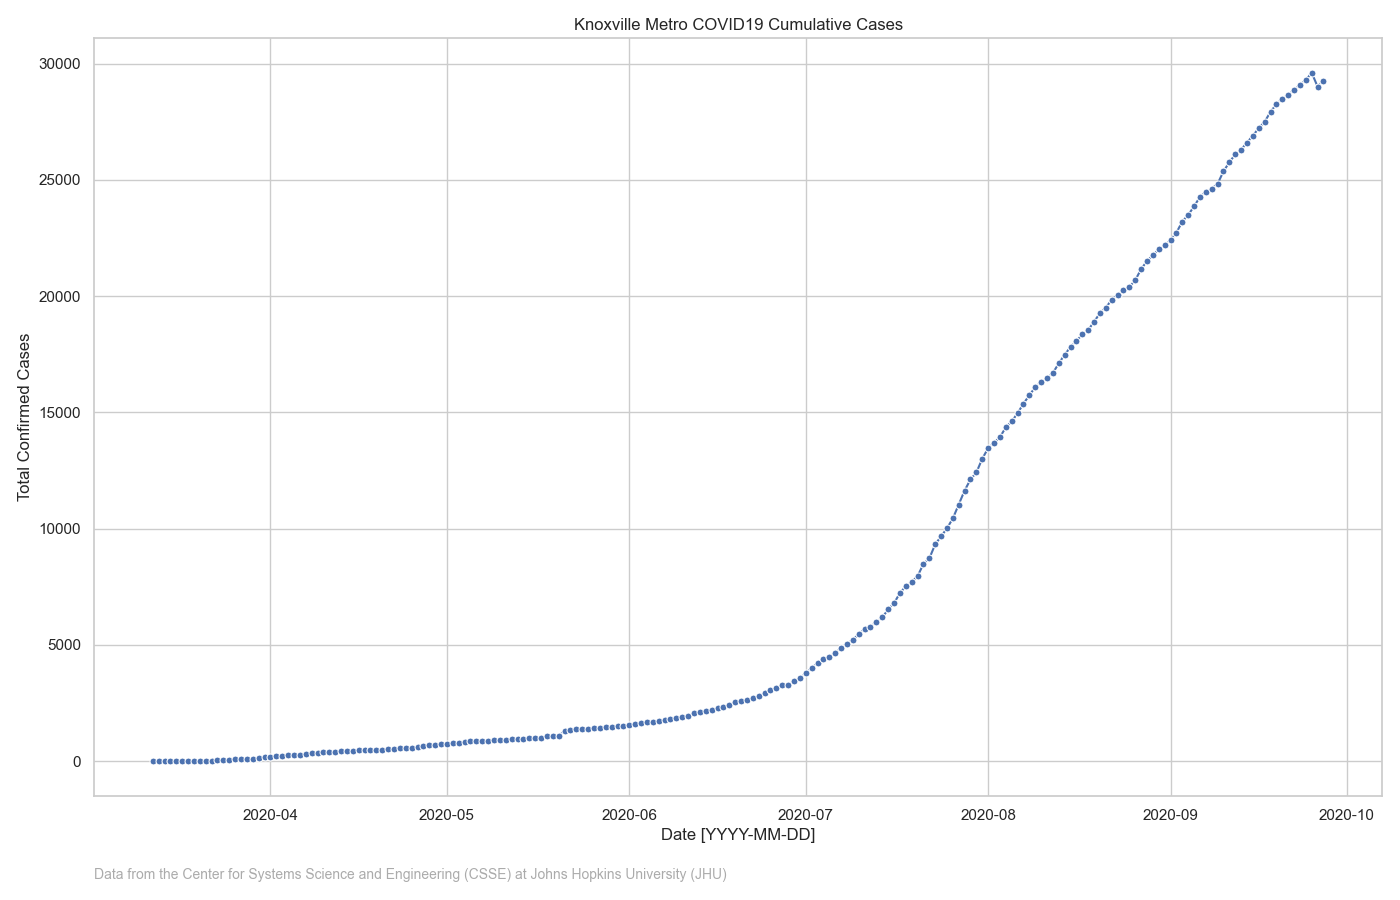 Knoxville Metro COVID19 Cumulative Cases
30000
25000
20000
15000
10000
5000
0
Total Confirmed Cases
2020-04 2020-05 2020-06 2020-07 2020-08 2020-09 2020-10
Date [YYYY-MM-DD]
Data from the Center for Systems Science and Engineering (CSSE) at Johns Hopkins University (JHU)